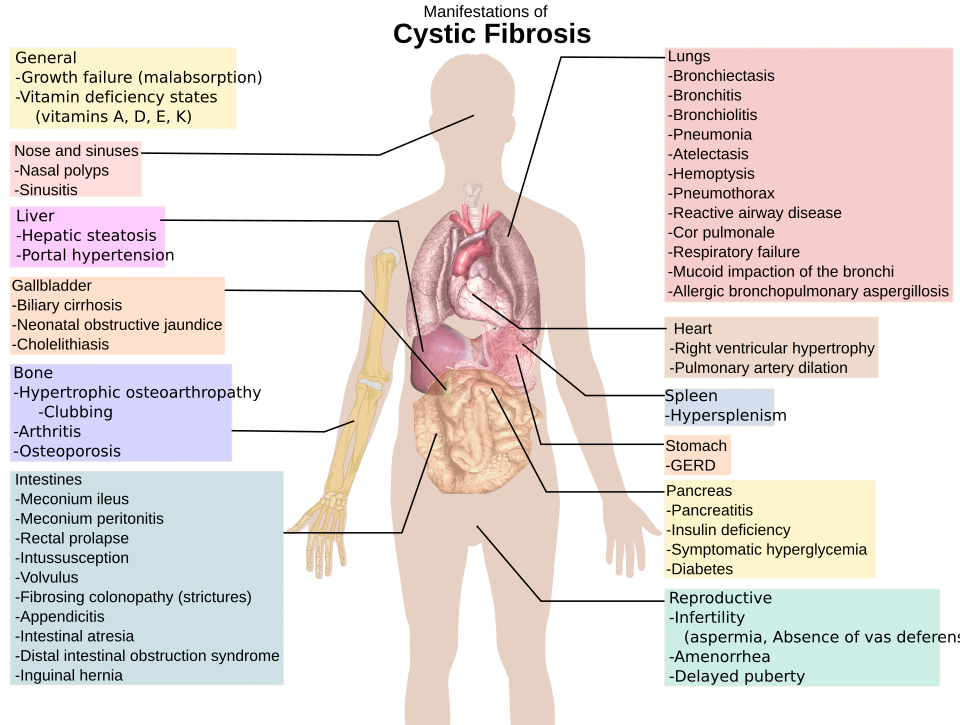 Manifestations of
Cystic Fibrosis
General
-Growth failure (malabsorption)
-Vitamin deficiency states
(vitamins A, D, E, K)
Nose and sinuses
-Nasal polyps
-Sinusitis
Liver
-Hepatic steatosis
-Portal hypertension
Gallbladder
-Biliary cirrhosis
-Neonatal obstructive jaundice
-Cholelithiasis
Bone
-Hypertrophic osteoarthropathy
-Clubbing
-Arthritis
-Osteoporosis
Intestines
-Meconium ileus
-Meconium peritonitis
-Rectal prolapse
-Intussusception
-Volvulus
-Fibrosing colonopathy (strictures)
-Appendicitis
-Intestinal atresia
-Distal intestinal obstruction syndrome
-Inguinal hernia
Lungs
-Bronchiectasis
-Bronchitis
-Bronchiolitis
-Pneumonia
-Atelectasis
-Hemoptysis
-Pneumothorax
-Reactive airway disease
-Cor pulmonale
-Respiratory failure
-Mucoid impaction of the bronchi
-Allergic bronchopulmonary aspergillosis
Heart
-Right ventricular hypertrophy
-Pulmonary artery dilation
Spleen
-Hypersplenism
Stomach
-GERD
Pancreas
-Pancreatitis
-Insulin deficiency
-Symptomatic hyperglycemia
-Diabetes
Reproductive
-Infertility
(aspermia, Absence of vas deferens
-Amenorrhea
-Delayed puberty